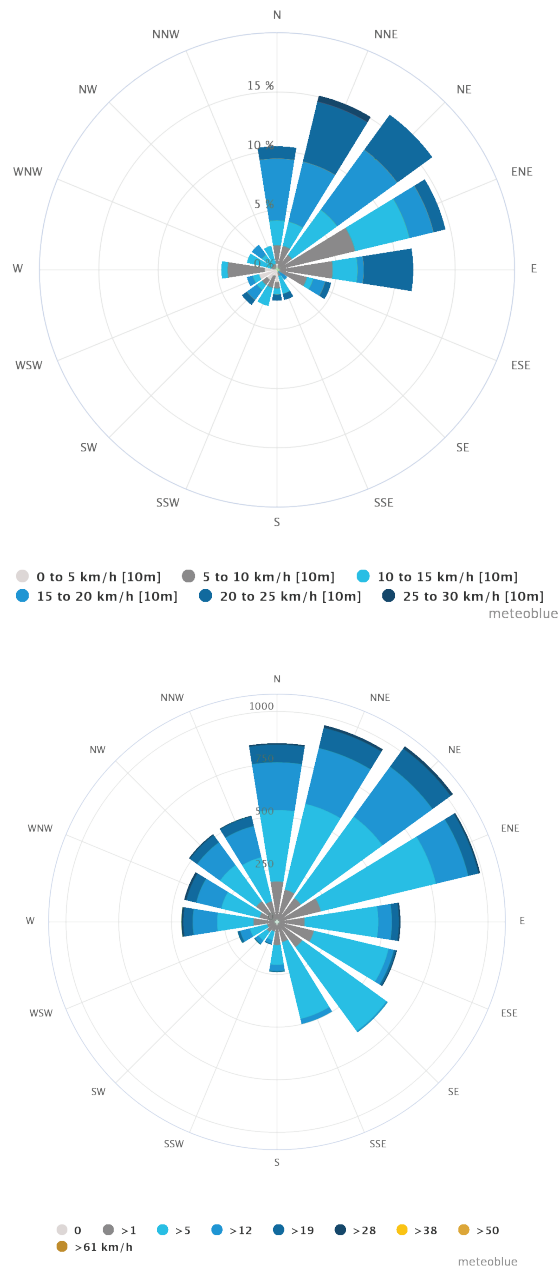 N
NNW
NNE
NW
NE
15 %
10 %
WNW
ENE
5 %
0 %
W
E
WSW
ESE
SW
SE
SSW
SSE
S
0 to 5 km/h [10m]
5 to 10 km/h [10m]
10 to 15 km/h [10m]
15 to 20 km/h [10m]
20 to 25 km/h [10m]
25 to 30 km/h [10m]
meteoblue
N
NNW
NNE
1000
NW
NE
750
500
WNW
ENE
250
W
E
WSW
ESE
SW
SE
SSW
SSE
S
0
>1
>5
>12
>19
>28
>38
>50
>61 km/h
meteoblue